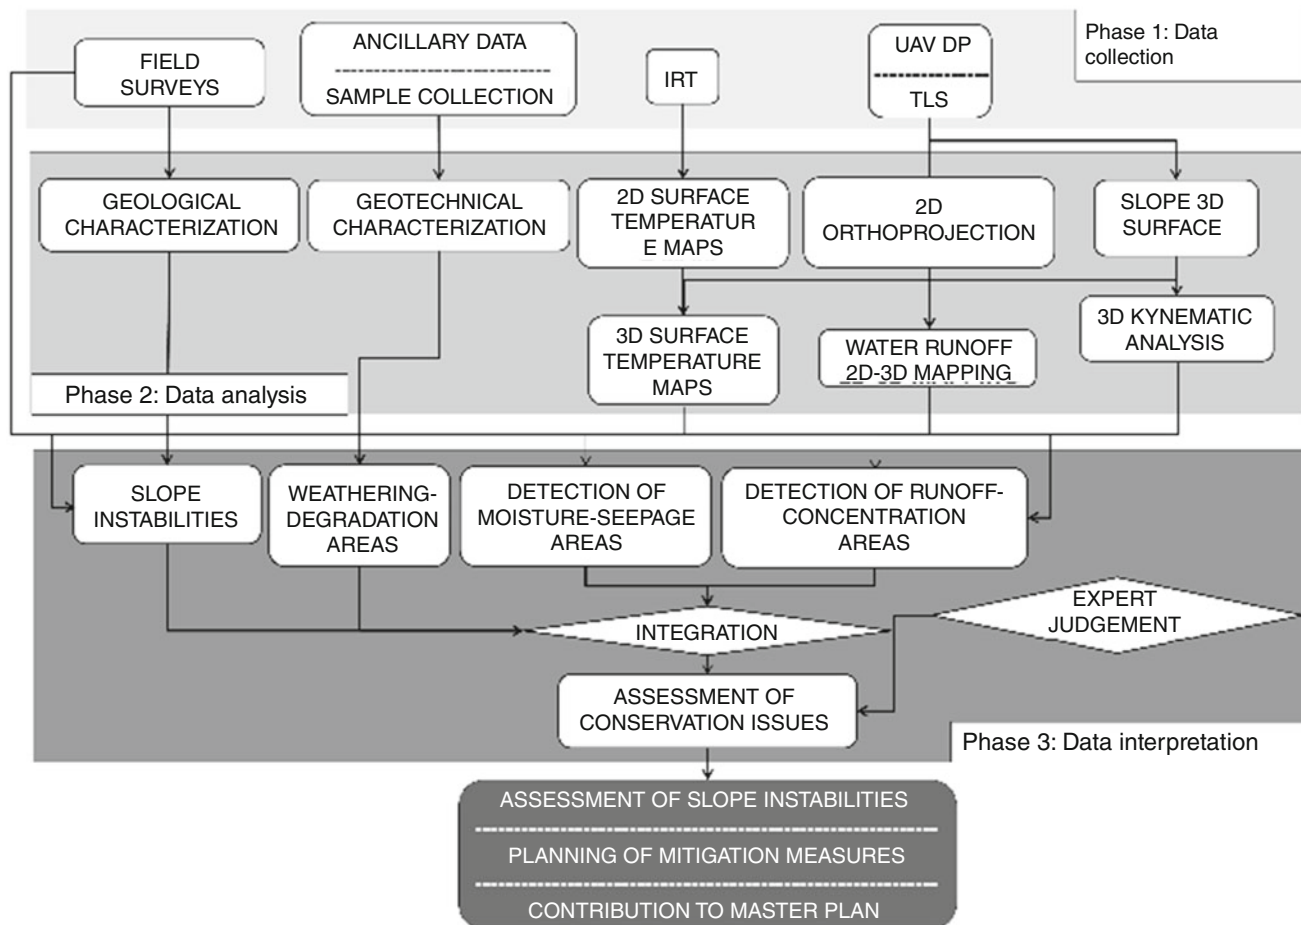 Phase 1: Data
collection
FIELD
SURVEYS
ANCILLARY DATA
SAMPLE COLLECTION
IRT
UAV DP
TLS
GEOLOGICAL
CHARACTERIZATION
GEOTECHNICAL
CHARACTERIZATION
2D SURFACE
TEMPERATUR
E MAPS
2D
ORTHOPROJECTION
SLOPE 3D
SURFACE
3D SURFACE
TEMPERATURE
MAPS
WATER RUNOFF
2D-3D MAPPING
3D KYNEMATIC
ANALYSIS
Phase 2: Data analysis
SLOPE
INSTABILITIES
WEATHERING-
DEGRADATION
AREAS
DETECTION OF
MOISTURE-SEEPAGE
AREAS
DETECTION OF RUNOFF-
CONCENTRATION
AREAS
INTEGRATION
EXPERT
JUDGEMENT
ASSESSMENT OF
CONSERVATION ISSUES
Phase 3: Data interpretation
ASSESSMENT OF SLOPE INSTABILITIES
PLANNING OF MITIGATION MEASURES
CONTRIBUTION TO MASTER PLAN